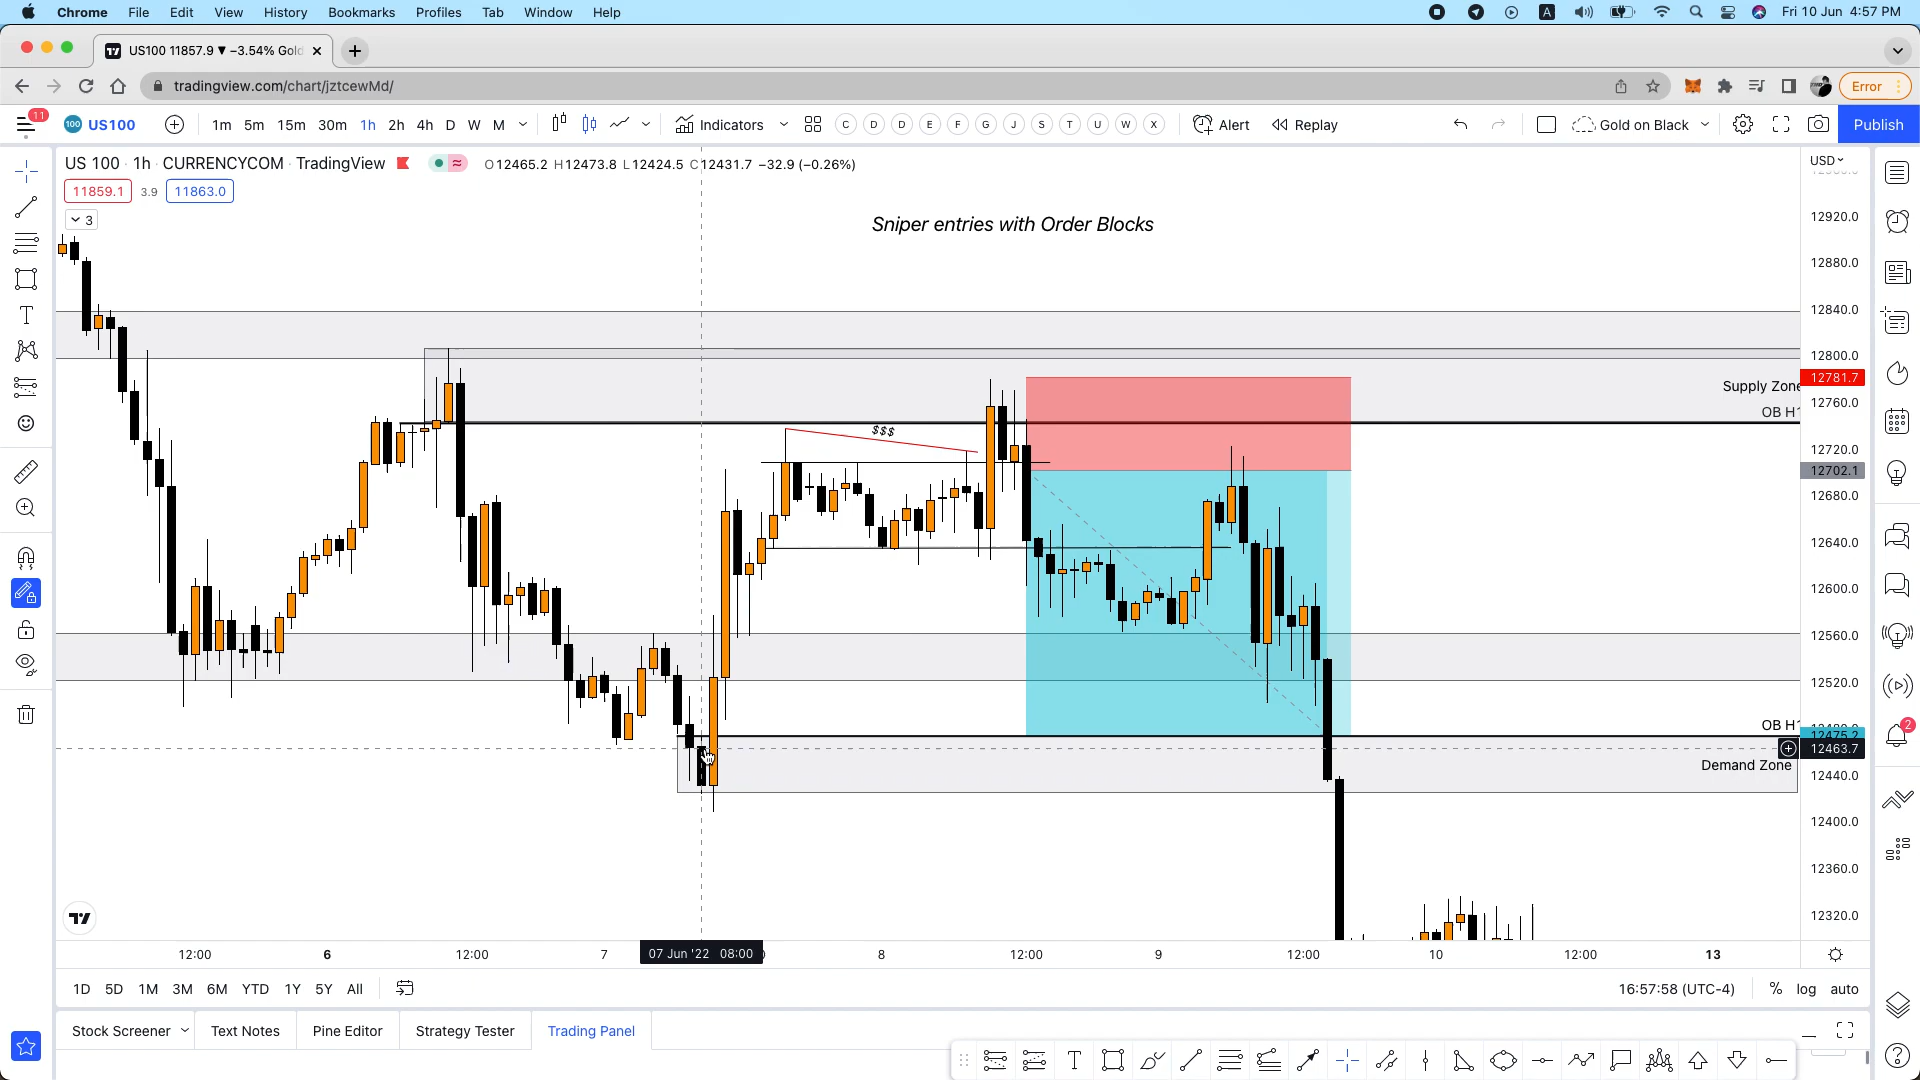 Chrome File Edit View History Bookmarks Profiles Tab Window Help A Fri 10 Jun 4:57 PM
US100 11857.9 ▼ −3.54% Gold
tradingview.com/chart/jztcewMd/ Error
11 100 US100 1m 5m 15m 30m 1h 2h 4h D W M Indicators C D D E F G J S T U W X Alert Replay Gold on Black Publish
US 100 · 1h · CURRENCYCOM · TradingView O12465.2 H12473.8 L12424.5 C12431.7 −32.9 (−0.26%) USD
11859.1 3.9 11863.0
3
Sniper entries with Order Blocks
12920.0
12880.0
12840.0
12800.0
12781.7
Supply Zone
12760.0
OB H1
$$$
12720.0
12702.1
12680.0
12640.0
12600.0
12560.0
12520.0
OB H1
12475.2
2
12463.7
Demand Zone
12440.0
12400.0
12360.0
12320.0
12:00 6 12:00 7 07 Jun '22 08:00 8 12:00 9 12:00 10 12:00 13
1D 5D 1M 3M 6M YTD 1Y 5Y All 16:57:58 (UTC-4) % log auto
Stock Screener Text Notes Pine Editor Strategy Tester Trading Panel